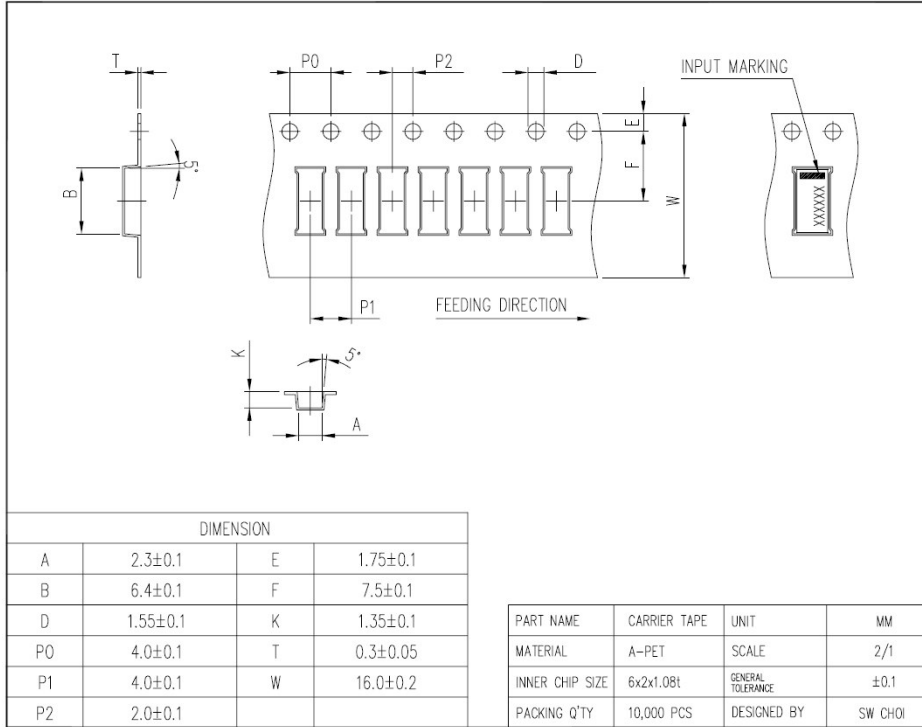 T
P0
P2
D
INPUT MARKING
E
F
W
5°
B
XXXXXX
P1
FEEDING DIRECTION
K
5°
A
DIMENSION
A 2.3±0.1 E 1.75±0.1
B 6.4±0.1 F 7.5±0.1
D 1.55±0.1 K 1.35±0.1
P0 4.0±0.1 T 0.3±0.05
P1 4.0±0.1 W 16.0±0.2
P2 2.0±0.1
PART NAME CARRIER TAPE UNIT MM
MATERIAL A-PET SCALE 2/1
INNER CHIP SIZE 6x2x1.08t GENERAL TOLERANCE ±0.1
PACKING Q'TY 10,000 PCS DESIGNED BY SW CHOI